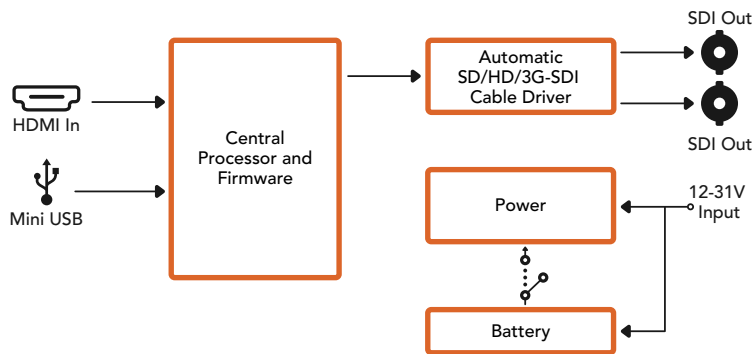 HDMI In
Mini USB
Central
Processor and
Firmware
Automatic
SD/HD/3G-SDI
Cable Driver
SDI Out
SDI Out
Power
12-31V
Input
Battery